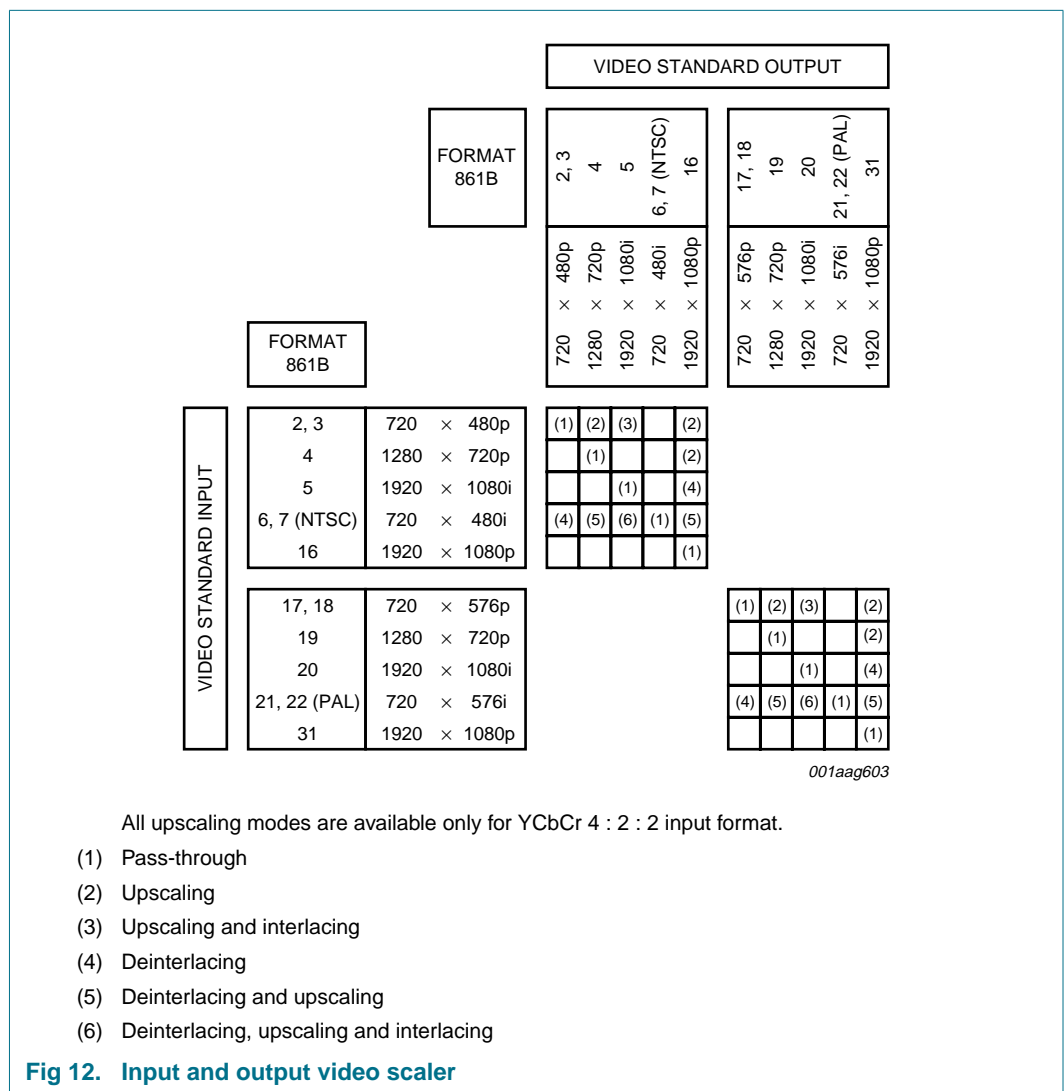 VIDEO STANDARD OUTPUT
FORMAT
861B
2, 3
4
5
6, 7 (NTSC)
16
17, 18
19
20
21, 22 (PAL)
31
720 × 480p
1280 × 720p
1920 × 1080i
720 × 480i
1920 × 1080p
720 × 576p
1280 × 720p
1920 × 1080i
720 × 576i
1920 × 1080p
FORMAT
861B
VIDEO STANDARD INPUT
2, 3 720 × 480p (1) (2) (3) (2)
4 1280 × 720p (1) (2)
5 1920 × 1080i (1) (4)
6, 7 (NTSC) 720 × 480i (4) (5) (6) (1) (5)
16 1920 × 1080p (1)
17, 18 720 × 576p (1) (2) (3) (2)
19 1280 × 720p (1) (2)
20 1920 × 1080i (1) (4)
21, 22 (PAL) 720 × 576i (4) (5) (6) (1) (5)
31 1920 × 1080p (1)
001aag603
All upscaling modes are available only for YCbCr 4 : 2 : 2 input format.
(1) Pass-through
(2) Upscaling
(3) Upscaling and interlacing
(4) Deinterlacing
(5) Deinterlacing and upscaling
(6) Deinterlacing, upscaling and interlacing
Fig 12. Input and output video scaler